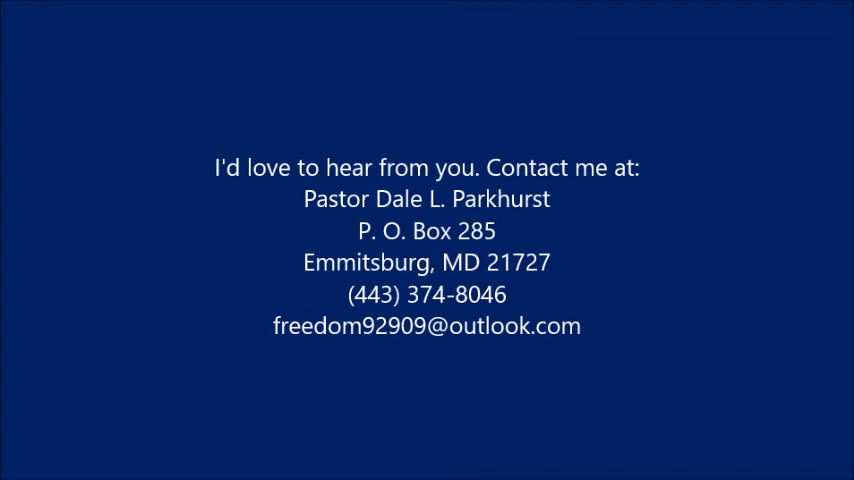 I'd love to hear from you. Contact me at:
Pastor Dale L. Parkhurst
P. O. Box 285
Emmitsburg, MD 21727
(443) 374-8046
freedom92909@outlook.com